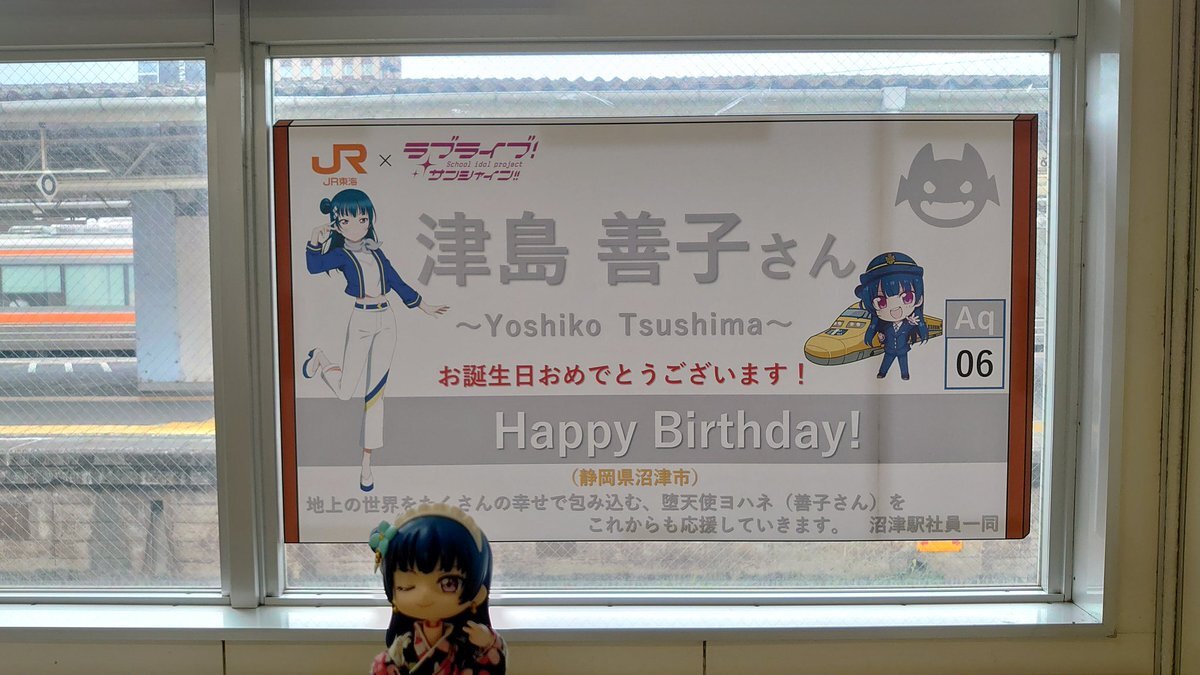 JR × ラブライブ!
JR東海
School idol project
サンシャイン!!
津島 善子さん
～Yoshiko Tsushima～
お誕生日おめでとうございます！
Aq
06
Happy Birthday!
（静岡県沼津市）
地上の世界をたくさんの幸せで包み込む、堕天使ヨハネ（善子さん）を
これからも応援していきます。 沼津駅社員一同